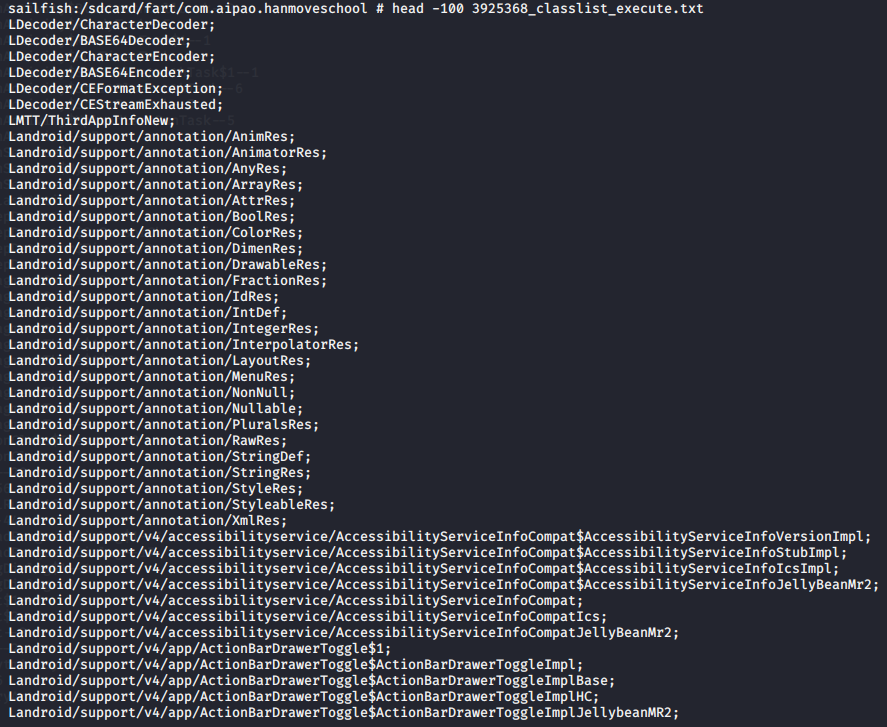 sailfish:/sdcard/fart/com.aipao.hanmoveschool # head -100 3925368_classlist_execute.txt
LDecoder/CharacterDecoder;
LDecoder/BASE64Decoder;
LDecoder/CharacterEncoder;
LDecoder/BASE64Encoder;
LDecoder/CEFormatException;
LDecoder/CEStreamExhausted;
LMTT/ThirdAppInfoNew;
Landroid/support/annotation/AnimRes;
Landroid/support/annotation/AnimatorRes;
Landroid/support/annotation/AnyRes;
Landroid/support/annotation/ArrayRes;
Landroid/support/annotation/AttrRes;
Landroid/support/annotation/BoolRes;
Landroid/support/annotation/ColorRes;
Landroid/support/annotation/DimenRes;
Landroid/support/annotation/DrawableRes;
Landroid/support/annotation/FractionRes;
Landroid/support/annotation/IdRes;
Landroid/support/annotation/IntDef;
Landroid/support/annotation/IntegerRes;
Landroid/support/annotation/InterpolatorRes;
Landroid/support/annotation/LayoutRes;
Landroid/support/annotation/MenuRes;
Landroid/support/annotation/NonNull;
Landroid/support/annotation/Nullable;
Landroid/support/annotation/PluralsRes;
Landroid/support/annotation/RawRes;
Landroid/support/annotation/StringDef;
Landroid/support/annotation/StringRes;
Landroid/support/annotation/StyleRes;
Landroid/support/annotation/StyleableRes;
Landroid/support/annotation/XmlRes;
Landroid/support/v4/accessibilityservice/AccessibilityServiceInfoCompat$AccessibilityServiceInfoVersionImpl;
Landroid/support/v4/accessibilityservice/AccessibilityServiceInfoCompat$AccessibilityServiceInfoStubImpl;
Landroid/support/v4/accessibilityservice/AccessibilityServiceInfoCompat$AccessibilityServiceInfoIcsImpl;
Landroid/support/v4/accessibilityservice/AccessibilityServiceInfoCompat$AccessibilityServiceInfoJellyBeanMr2;
Landroid/support/v4/accessibilityservice/AccessibilityServiceInfoCompat;
Landroid/support/v4/accessibilityservice/AccessibilityServiceInfoCompatIcs;
Landroid/support/v4/accessibilityservice/AccessibilityServiceInfoCompatJellyBeanMr2;
Landroid/support/v4/app/ActionBarDrawerToggle$1;
Landroid/support/v4/app/ActionBarDrawerToggle$ActionBarDrawerToggleImpl;
Landroid/support/v4/app/ActionBarDrawerToggle$ActionBarDrawerToggleImplBase;
Landroid/support/v4/app/ActionBarDrawerToggle$ActionBarDrawerToggleImplHC;
Landroid/support/v4/app/ActionBarDrawerToggle$ActionBarDrawerToggleImplJellybeanMR2;